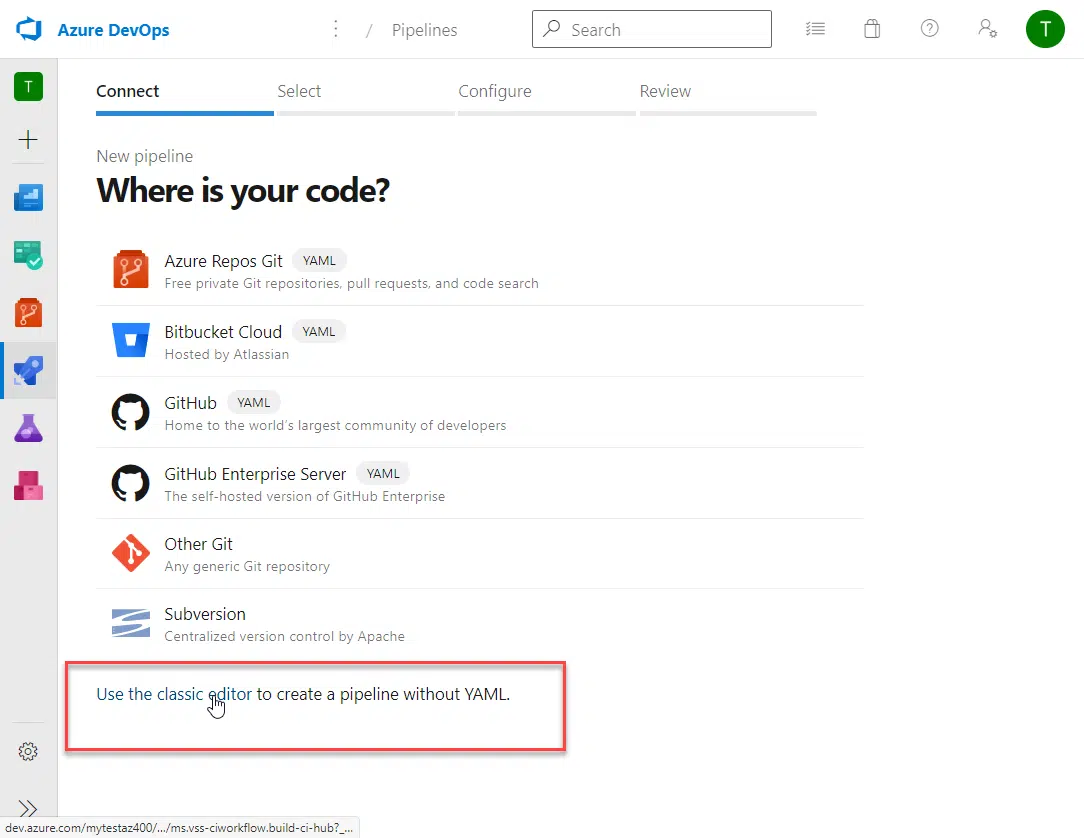 Azure DevOps
/ Pipelines
Search
T
T
Connect
Select
Configure
Review
New pipeline
Where is your code?
Azure Repos Git YAML
Free private Git repositories, pull requests, and code search
Bitbucket Cloud YAML
Hosted by Atlassian
GitHub YAML
Home to the world's largest community of developers
GitHub Enterprise Server YAML
The self-hosted version of GitHub Enterprise
Other Git
Any generic Git repository
Subversion
Centralized version control by Apache
Use the classic editor to create a pipeline without YAML.
dev.azure.com/mytestaz400/.../ms.vss-ciworkflow.build-ci-hub?_...